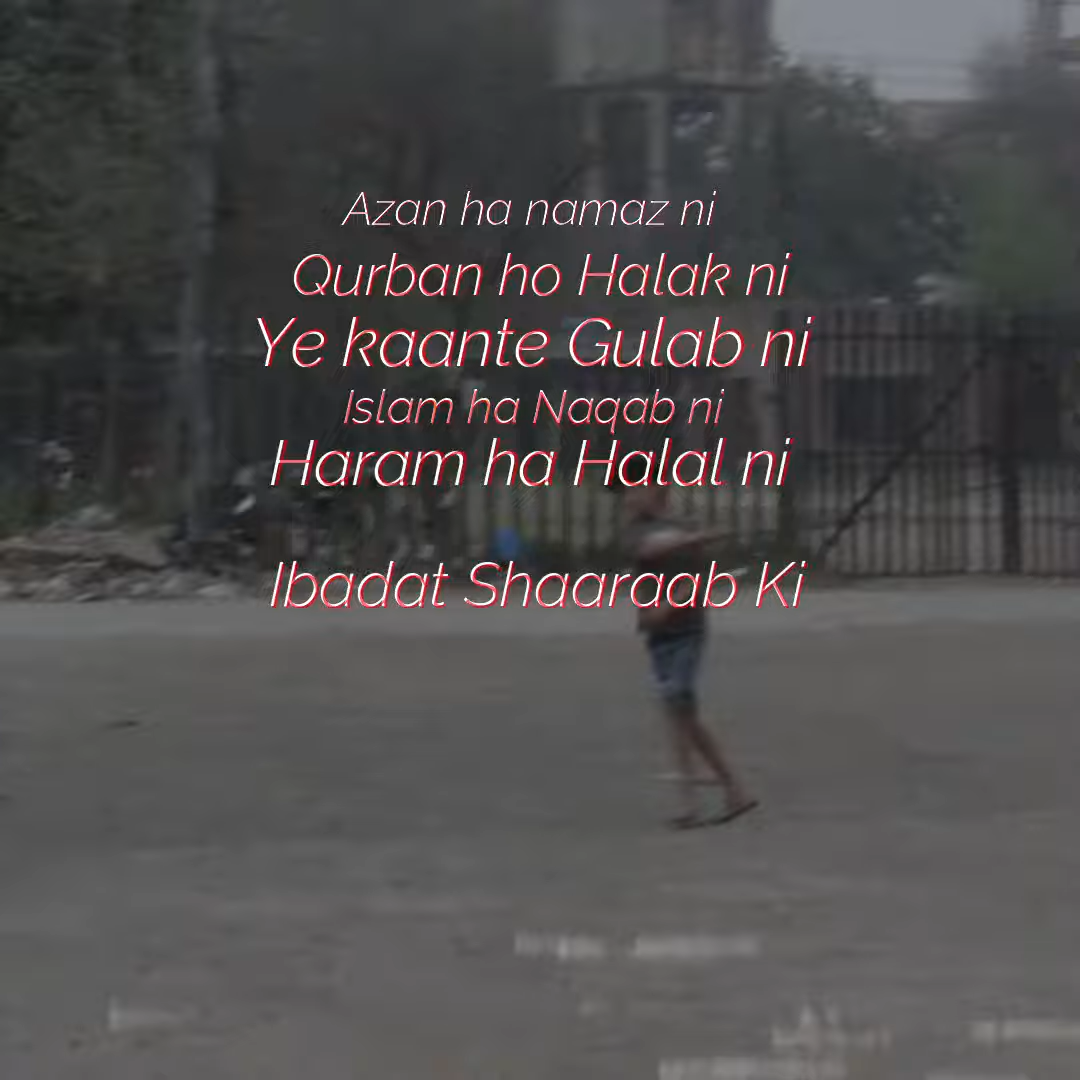 Azan ha namaz ni
Qurban ho Halak ni
Ye kaante Gulab ni
Islam ha Naqab ni
Haram ha Halal ni
Ibadat Shaaraab Ki